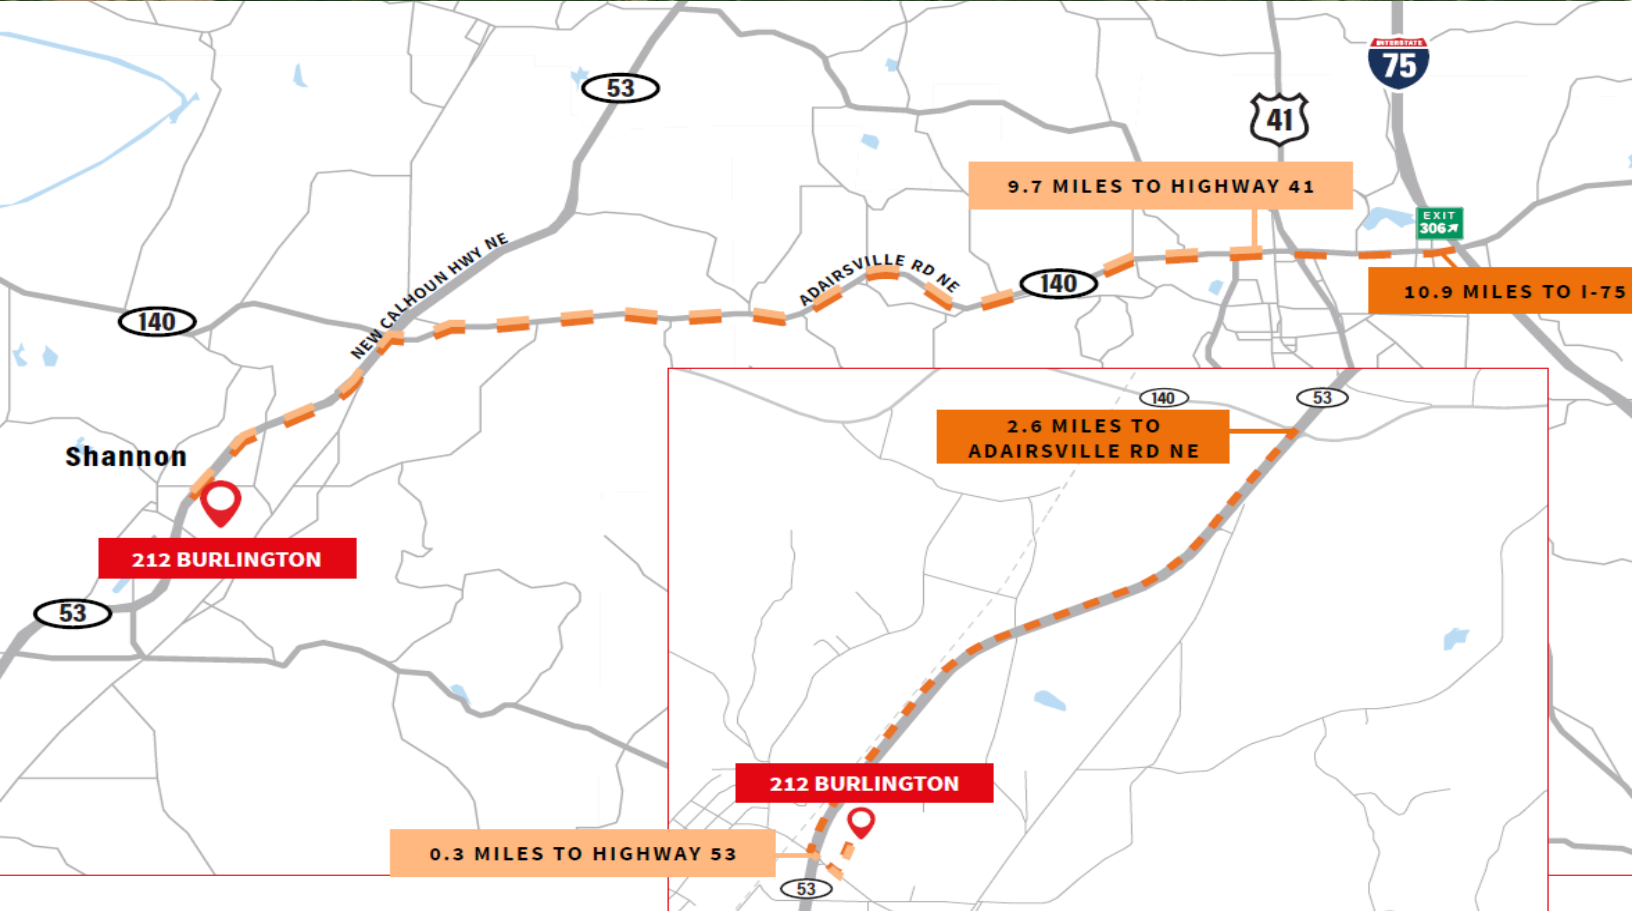 INTERSTATE
75
53
41
9.7 MILES TO HIGHWAY 41
EXIT
306
NEW CALHOUN HWY NE
ADAIRSVILLE RD NE
140
10.9 MILES TO I-75
140
140
53
2.6 MILES TO
ADAIRSVILLE RD NE
Shannon
212 BURLINGTON
53
212 BURLINGTON
0.3 MILES TO HIGHWAY 53
53